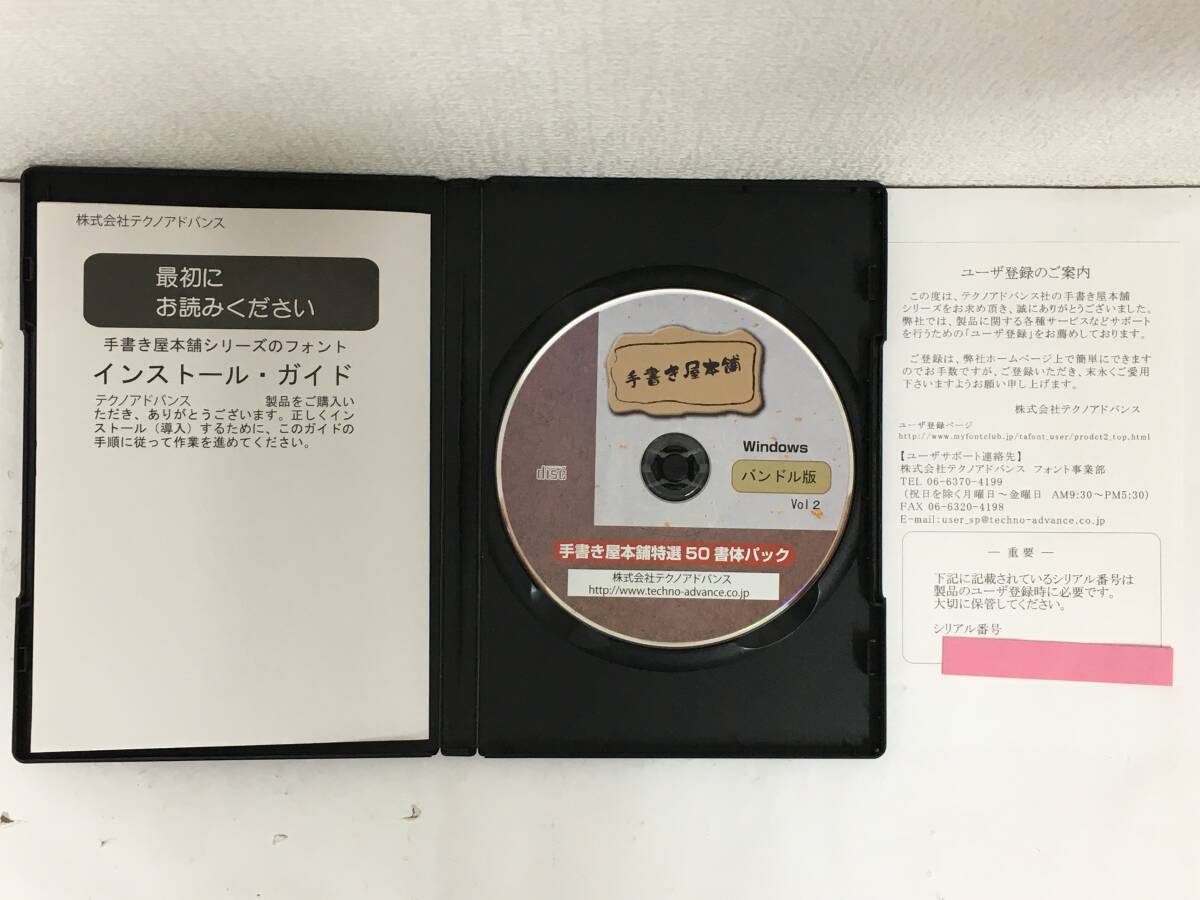 株式会社テクノアドバンス
最初に
お読みください
手書き屋本舗シリーズのフォント
インストール・ガイド
テクノアドバンス 製品をご購入い
ただき、ありがとうございます。正しくイン
ストール（導入）するために、このガイドの
手順に従って作業を進めてください。
手書き屋本舗
Windows
バンドル版
Vol 2
disc
手書き屋本舗特選 50 書体パック
株式会社テクノアドバンス
http://www.techno-advance.co.jp
ユーザ登録のご案内
この度は、テクノアドバンス社の手書き屋本舗
シリーズをお求め頂き、誠にありがとうございました。
弊社では、製品に関する各種サービスなどサポート
を行うための「ユーザ登録」をお薦めしております。
ご登録は、弊社ホームページ上で簡単にできます
のでお手数ですが、ご登録いただき、末永くご愛用
下さいますようお願い申し上げます。
株式会社テクノアドバンス
ユーザ登録ページ
http://www.myfontclub.jp/tafont_user/prodct2_top.html
【ユーザサポート連絡先】
株式会社テクノアドバンス フォント事業部
TEL 06-6370-4199
（祝日を除く月曜日～金曜日 AM9:30～PM5:30）
FAX 06-6320-4198
E-mail:user_sp@techno-advance.co.jp
― 重要 ―
下記に記載されているシリアル番号は
製品のユーザ登録時に必要です。
大切に保管してください。
シリアル番号